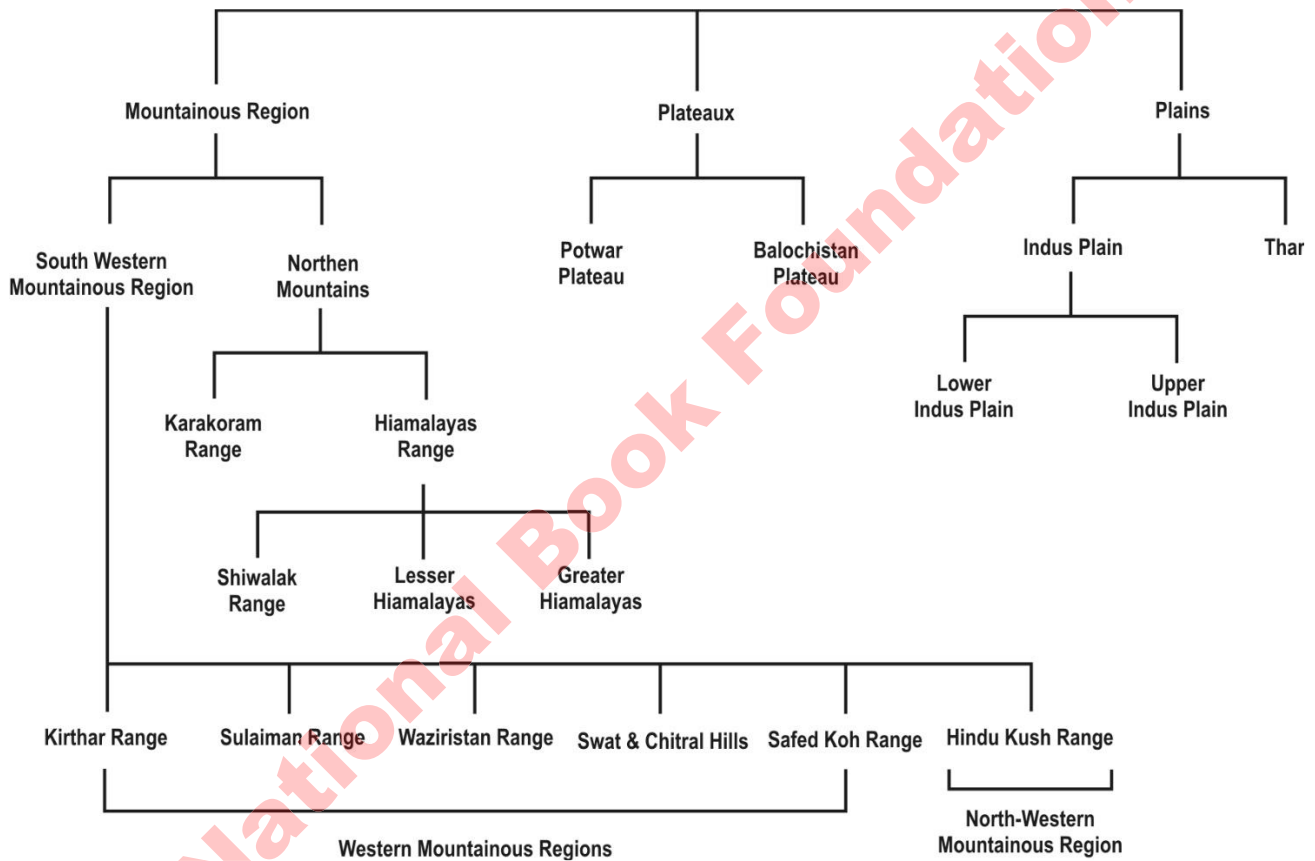 Mountainous Region
Plateaux
Plains
South Western
Mountainous Region
Northen
Mountains
Potwar
Plateau
Balochistan
Plateau
Indus Plain
Thar
Karakoram
Range
Hiamalayas
Range
Lower
Indus Plain
Upper
Indus Plain
Shiwalak
Range
Lesser
Hiamalayas
Greater
Hiamalayas
Kirthar Range
Sulaiman Range
Waziristan Range
Swat & Chitral Hills
Safed Koh Range
Hindu Kush Range
Western Mountainous Regions
North-Western
Mountainous Region
National Book Foundation